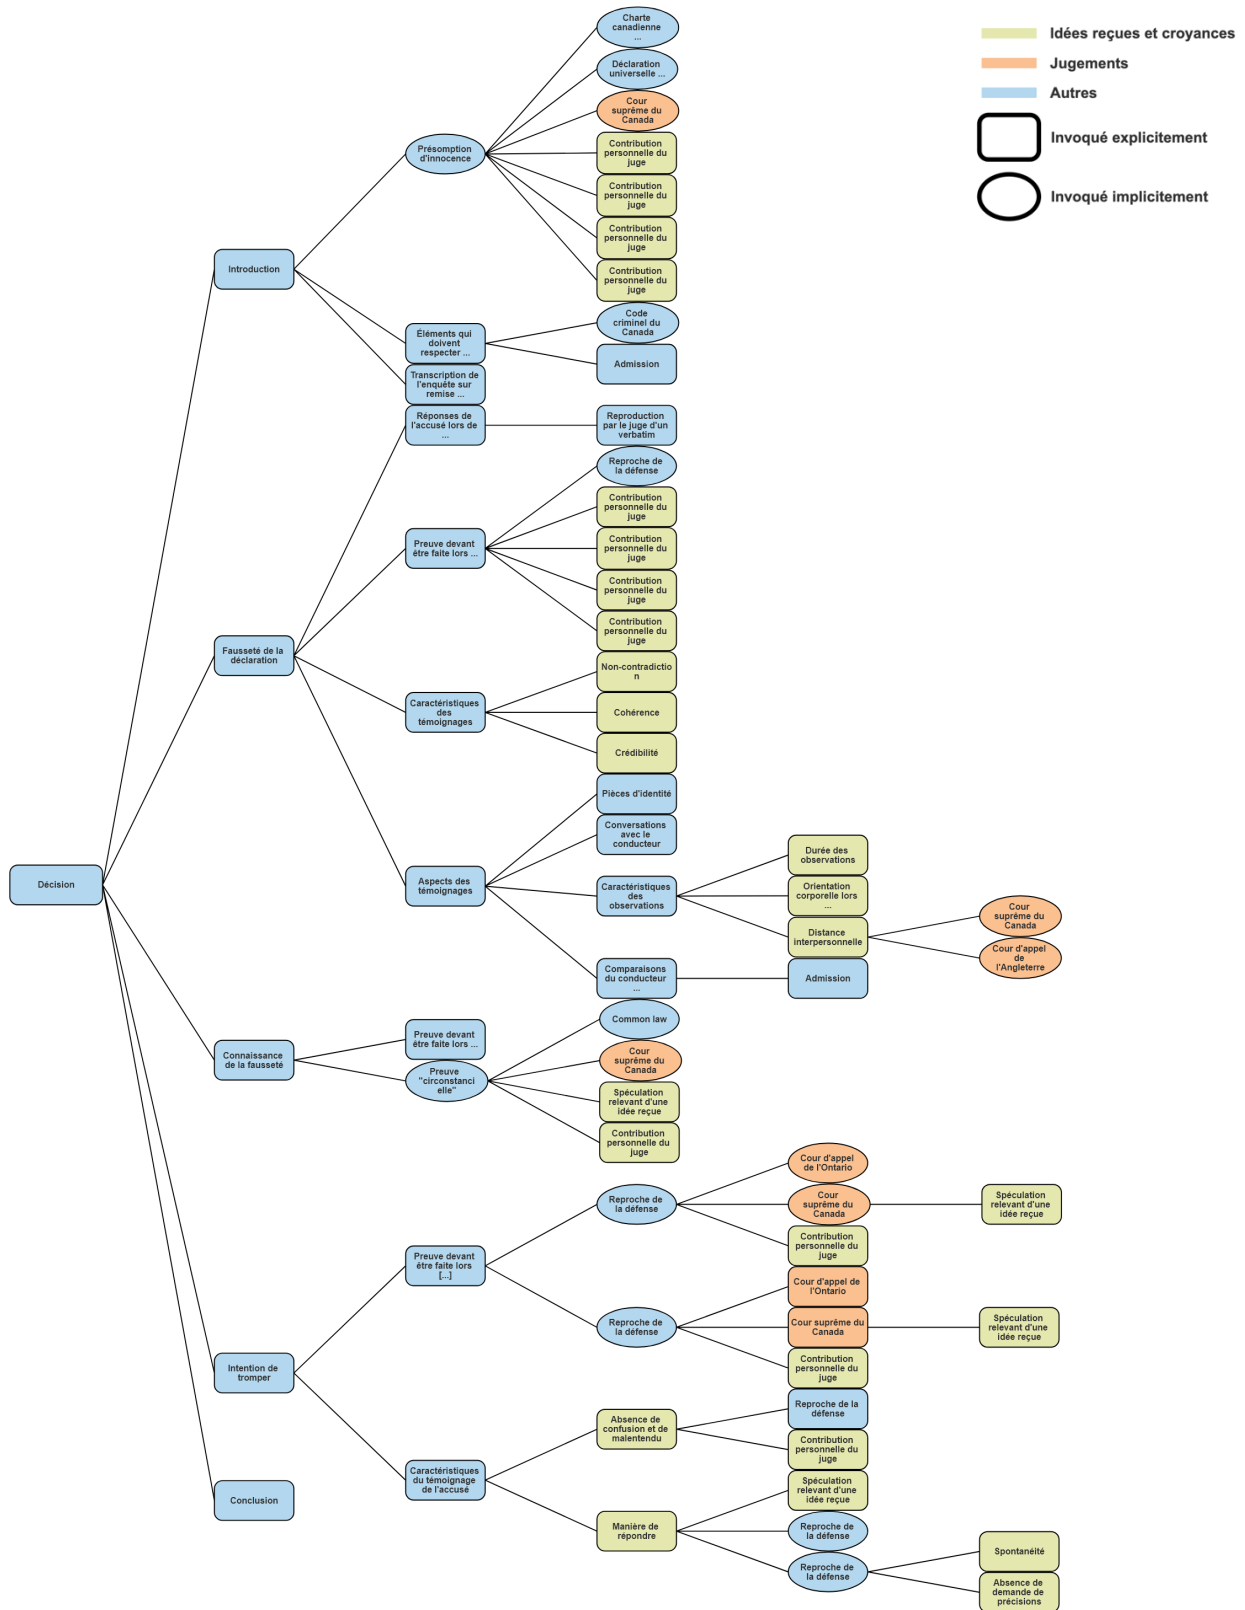 Charte
canadienne
...
Déclaration
universelle ...
Cour
suprême du
Canada
Présomption
d'innocence
Contribution
personnelle du
juge
Contribution
personnelle du
juge
Contribution
personnelle du
juge
Contribution
personnelle du
juge
Introduction
Éléments qui
doivent
respecter ...
Code
criminel du
Canada
Admission
Transcription de
l'enquête sur
remise ...
Réponses de
l'accusé lors de
...
Reproduction
par le juge d'un
verbatim
Reproche de
la défense
Contribution
personnelle du
juge
Preuve devant
être faite lors ...
Contribution
personnelle du
juge
Contribution
personnelle du
juge
Contribution
personnelle du
juge
Fausseté de la
déclaration
Non-contradictio
n
Caractéristiques
des
témoignages
Cohérence
Crédibilité
Pièces d'identité
Conversations
avec le
conducteur
Décision
Aspects des
témoignages
Caractéristiques
des
observations
Durée des
observations
Orientation
corporelle lors
...
Distance
interpersonnelle
Cour
suprême du
Canada
Cour d'appel
de
l'Angleterre
Comparaisons
du conducteur
...
Admission
Connaissance
de la fausseté
Preuve devant
être faite lors ...
Preuve
"circonstanci
elle"
Common law
Cour
suprême du
Canada
Spéculation
relevant d'une
idée reçue
Contribution
personnelle du
juge
Reproche de
la défense
Cour d'appel
de l'Ontario
Cour
suprême du
Canada
Spéculation
relevant d'une
idée reçue
Contribution
personnelle du
juge
Preuve devant
être faite lors
[...]
Reproche de
la défense
Cour d'appel de
l'Ontario
Cour suprême du
Canada
Spéculation
relevant d'une
idée reçue
Contribution
personnelle du
juge
Intention de
tromper
Absence de
confusion et de
malentendu
Reproche de la
défense
Contribution
personnelle du
juge
Caractéristiques
du témoignage
de l'accusé
Spéculation
relevant d'une
idée reçue
Manière de
répondre
Reproche de
la défense
Reproche de
la défense
Spontanéité
Absence de
demande de
précisions
Conclusion
Idées reçues et croyances
Jugements
Autres
Invoqué explicitement
Invoqué implicitement